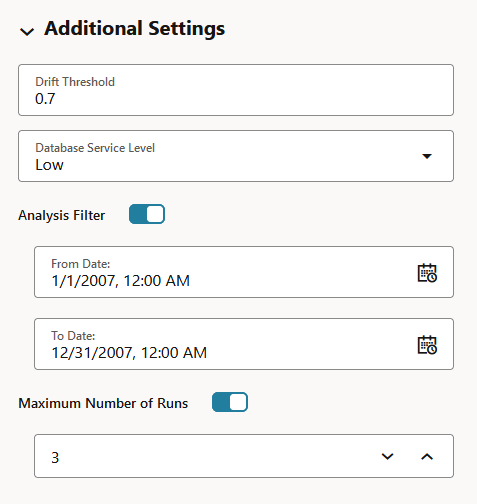 Additional Settings
Drift Threshold
0.7
Database Service Level
Low
Analysis Filter
From Date:
1/1/2007, 12:00 AM
To Date:
12/31/2007, 12:00 AM
Maximum Number of Runs
3